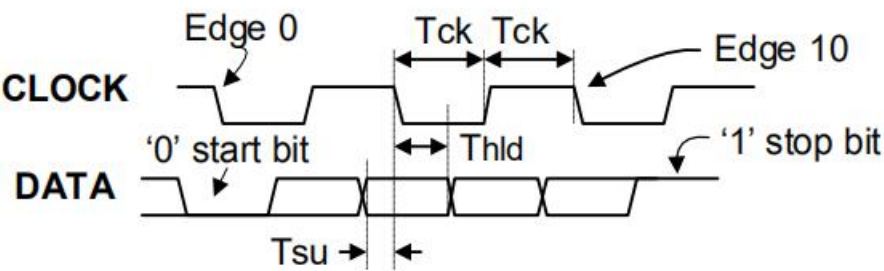 Edge 0
Tck Tck
Edge 10
CLOCK
Thld
'0' start bit
'1' stop bit
DATA
Tsu